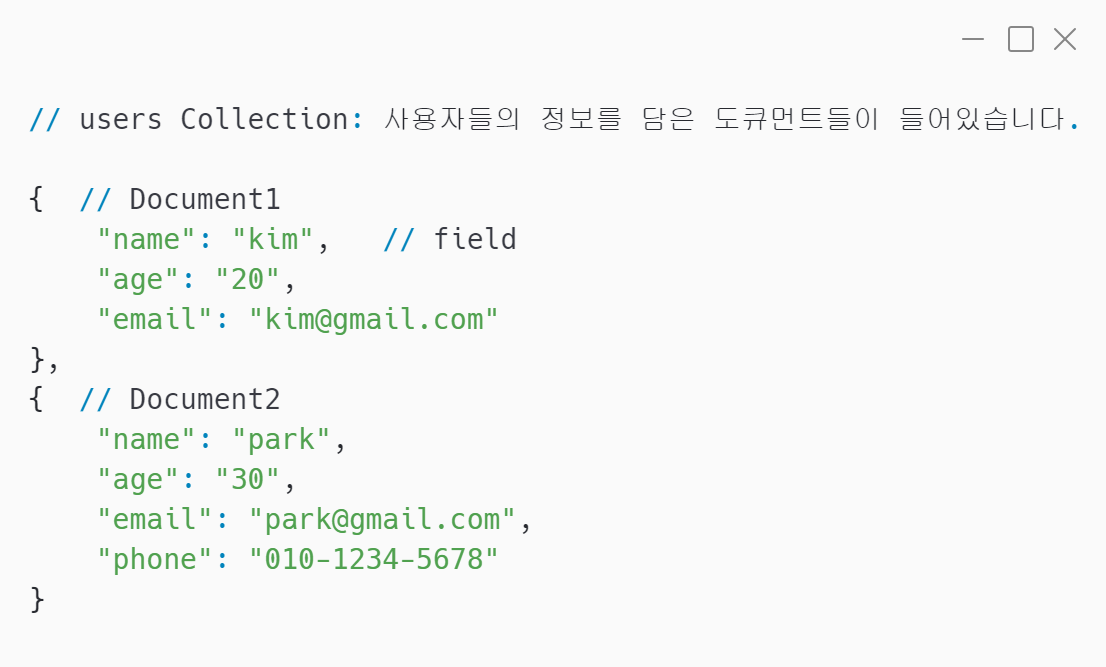 // users Collection: 사용자들의 정보를 담은 도큐먼트들이 들어있습니다.
{  // Document1
    "name": "kim",   // field
    "age": "20",
    "email": "kim@gmail.com"
},
{  // Document2
    "name": "park",
    "age": "30",
    "email": "park@gmail.com",
    "phone": "010-1234-5678"
}